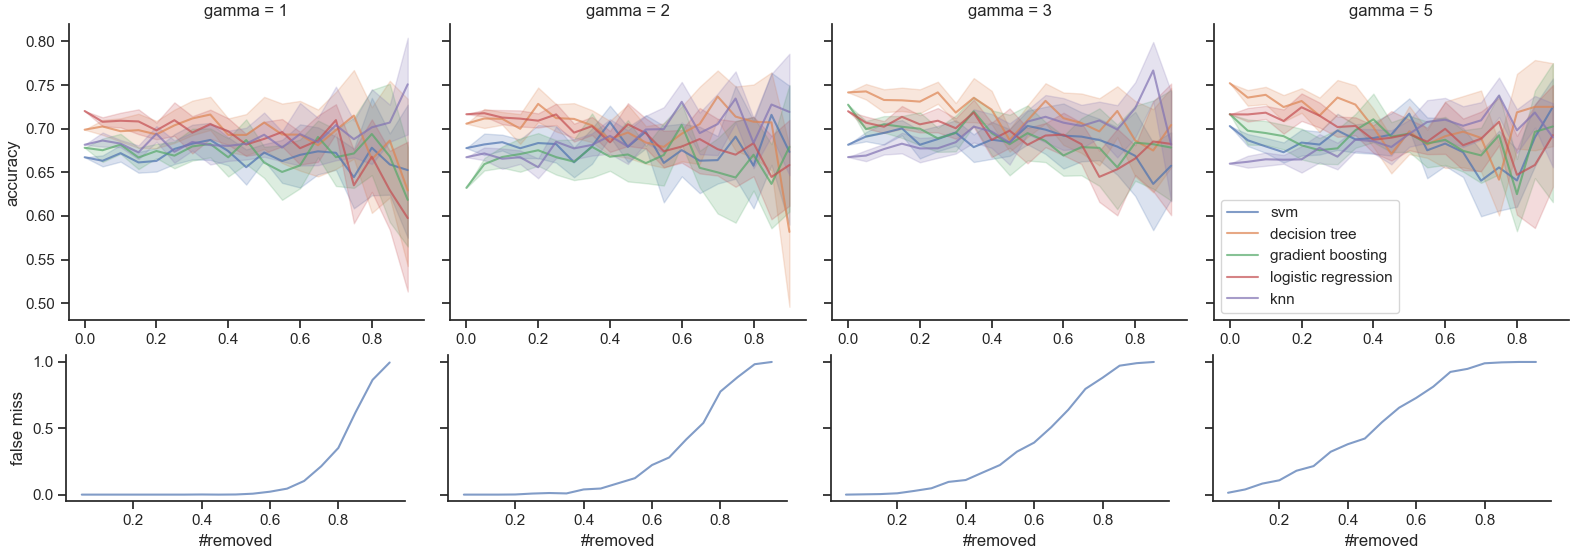 gamma = 1
gamma = 2
gamma = 3
gamma = 5
accuracy
0.80
0.75
0.70
0.65
0.60
0.55
0.50
0.0 0.2 0.4 0.6 0.8
0.0 0.2 0.4 0.6 0.8
0.0 0.2 0.4 0.6 0.8
0.0 0.2 0.4 0.6 0.8
svm
decision tree
gradient boosting
logistic regression
knn
false miss
1.0
0.5
0.0
0.2 0.4 0.6 0.8
0.2 0.4 0.6 0.8
0.2 0.4 0.6 0.8
0.2 0.4 0.6 0.8
#removed
#removed
#removed
#removed